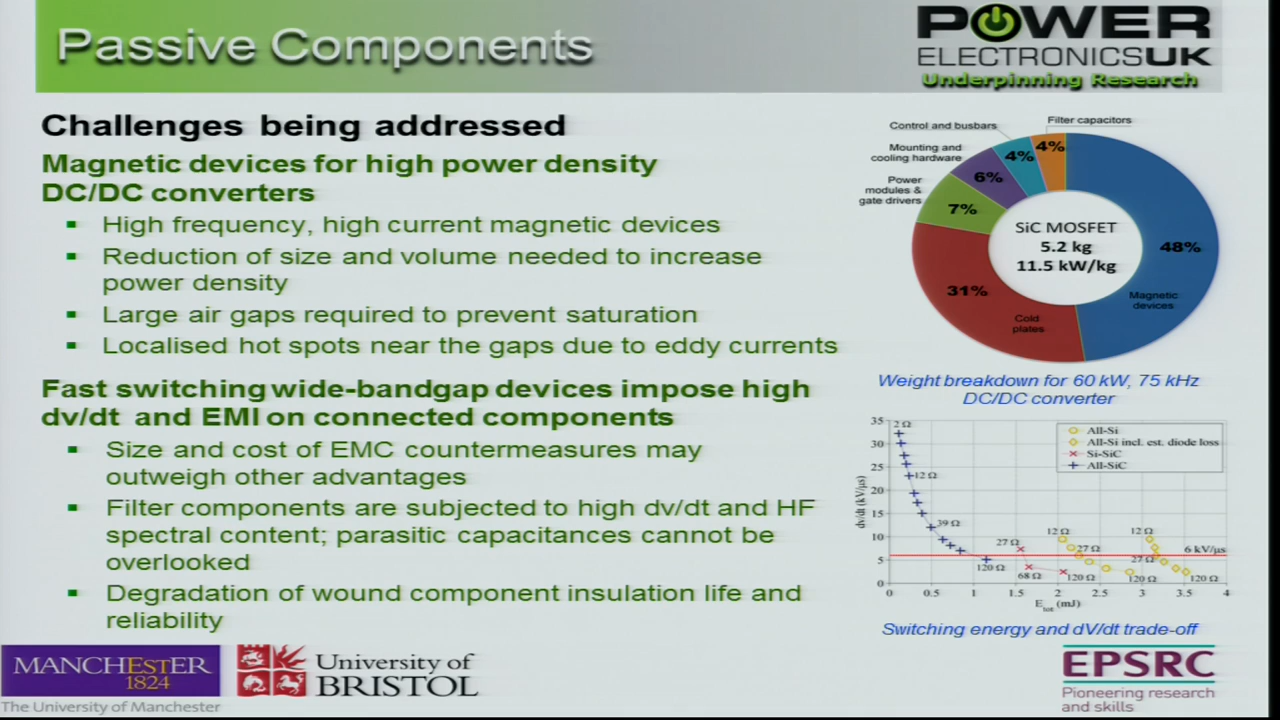 Passive Components
POWER
ELECTRONICSUK
Underpinning Research
Challenges being addressed
Magnetic devices for high power density
DC/DC converters
▪ High frequency, high current magnetic devices
▪ Reduction of size and volume needed to increase
power density
▪ Large air gaps required to prevent saturation
▪ Localised hot spots near the gaps due to eddy currents
Fast switching wide-bandgap devices impose high
dv/dt and EMI on connected components
▪ Size and cost of EMC countermeasures may
outweigh other advantages
▪ Filter components are subjected to high dv/dt and HF
spectral content; parasitic capacitances cannot be
overlooked
▪ Degradation of wound component insulation life and
reliability
Filter capacitors
Control and busbars
Mounting and
cooling hardware
Power
modules &
gate drivers
4%
4%
6%
7%
31%
48%
SiC MOSFET
5.2 kg
11.5 kW/kg
Cold
plates
Magnetic
devices
Weight breakdown for 60 kW, 75 kHz
DC/DC converter
dv/dt (kV/μs)
35
30
25
20
15
10
5
0
2 Ω
12 Ω
39 Ω
120 Ω
27 Ω
68 Ω
120 Ω
12 Ω
27 Ω
120 Ω
12 Ω
27 Ω
120 Ω
6 kV/μs
All-Si
All-Si incl. est. diode loss
Si-SiC
All-SiC
0 0.5 1 1.5 2 2.5 3 3.5 4
E_tot (mJ)
Switching energy and dV/dt trade-off
MANCHESTER
1824
The University of Manchester
University of
BRISTOL
EPSRC
Pioneering research
and skills